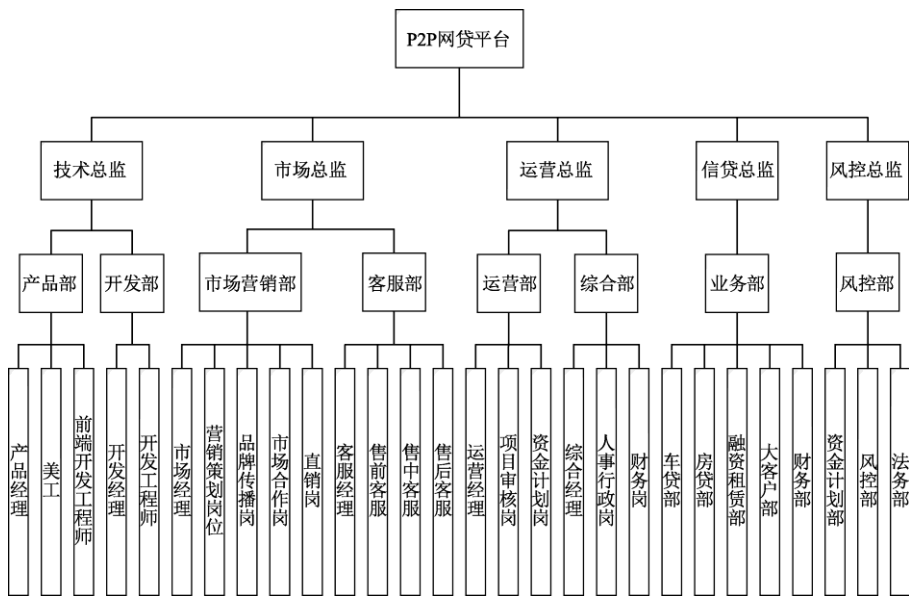 P2P网贷平台
技术总监
市场总监
运营总监
信贷总监
风控总监
产品部
开发部
市场营销部
客服部
运营部
综合部
业务部
风控部
产品经理
美工
前端开发工程师
开发经理
开发工程师
市场经理
营销策划岗位
品牌传播岗
市场合作岗
直销岗
客服经理
售前客服
售中客服
售后客服
运营经理
项目审核岗
资金计划岗
综合经理
人事行政岗
财务岗
车贷部
房贷部
融资租赁部
大客户部
财务部
资金计划部
风控部
法务部